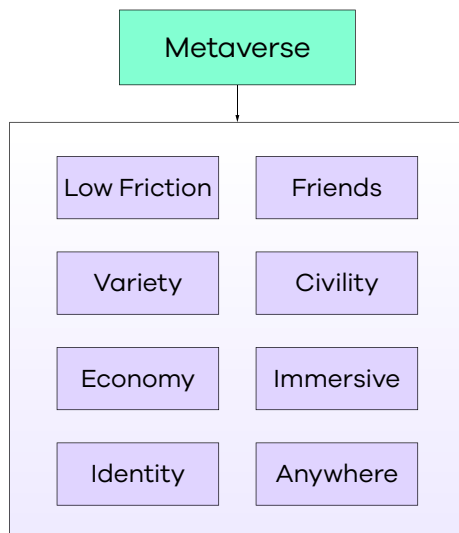 Metaverse
Low Friction
Friends
Variety
Civility
Economy
Immersive
Identity
Anywhere